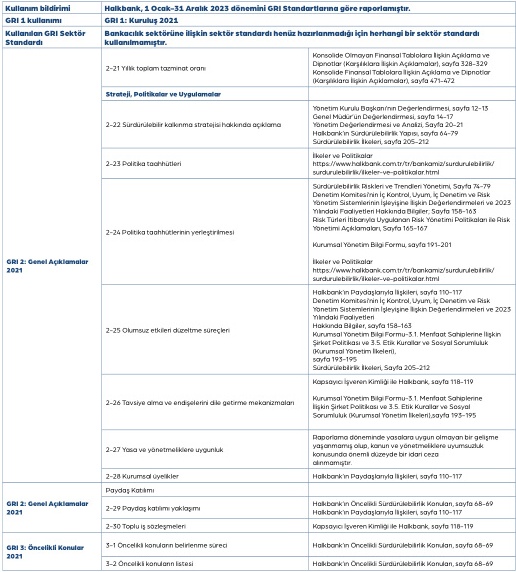 Kullanım bildirimi
Halkbank, 1 Ocak-31 Aralık 2023 dönemini GRI Standartlarına göre raporlamıştır.
GRI 1 kullanımı
GRI 1: Kuruluş 2021
Kullanılan GRI Sektör
Standardı
Bankacılık sektörüne ilişkin sektör standardı henüz hazırlanmadığı için herhangi bir sektör standardı
kullanılmamıştır.
GRI 2: Genel Açıklamalar
2021
2-21 Yıllık toplam tazminat oranı
Konsolide Olmayan Finansal Tablolara İlişkin Açıklama ve
Dipnotlar (Karşılıklara İlişkin Açıklamalar), sayfa 328-329
Konsolide Finansal Tablolara İlişkin Açıklama ve Dipnotlar
(Karşılıklara İlişkin Açıklamalar), sayfa 471-472
Strateji, Politikalar ve Uygulamalar
2-22 Sürdürülebilir kalkınma stratejisi hakkında açıklama
Yönetim Kurulu Başkanı'nın Değerlendirmesi, sayfa 12-13
Genel Müdür'ün Değerlendirmesi, sayfa 14-17
Yönetim Değerlendirmesi ve Analizi, Sayfa 20-21
Halkbank'ın Sürdürülebilirlik Yapısı, sayfa 64-79
Sürdürülebilirlik İlkeleri, sayfa 205-212
2-23 Politika taahhütleri
İlkeler ve Politikalar
https://www.halkbank.com.tr/tr/bankamiz/surdurulebilirlik/
surdurulebilirlik/ilkeler-ve-politikalar.html
2-24 Politika taahhütlerinin yerleştirilmesi
Sürdürülebilirlik Riskleri ve Trendleri Yönetimi, Sayfa 74-79
Denetim Komitesi'nin İç Kontrol, Uyum, İç Denetim ve Risk
Yönetim Sistemlerinin İşleyişine İlişkin Değerlendirmeleri ve 2023
Yılındaki Faaliyetleri Hakkında Bilgiler, Sayfa 158-163
Risk Türleri İtibarıyla Uygulanan Risk Yönetimi Politikaları ile Risk
Yönetimi Açıklamaları, Sayfa 165-167
Kurumsal Yönetim Bilgi Formu, sayfa 191-201
İlkeler ve Politikalar
https://www.halkbank.com.tr/tr/bankamiz/surdurulebilirlik/
surdurulebilirlik/ilkeler-ve-politikalar.html
2-25 Olumsuz etkileri düzeltme süreçleri
Halkbank'ın Paydaşlarıyla İlişkileri, sayfa 110-117
Denetim Komitesi'nin İç Kontrol, Uyum, İç Denetim ve Risk
Yönetim Sistemlerinin İşleyişine İlişkin Değerlendirmeleri ve 2023
Yılındaki Faaliyetleri
Hakkında Bilgiler, sayfa 158-163
Kurumsal Yönetim Bilgi Formu-3.1. Menfaat Sahiplerine İlişkin
Şirket Politikası ve 3.5. Etik Kurallar ve Sosyal Sorumluluk
(Kurumsal Yönetim İlkeleri),
sayfa 193-195
Sürdürülebilirlik İlkeleri, Sayfa 205-212
2-26 Tavsiye alma ve endişelerini dile getirme mekanizmaları
Kapsayıcı İşveren Kimliği ile Halkbank, sayfa 118-119
Kurumsal Yönetim Bilgi Formu-3.1. Menfaat Sahiplerine
İlişkin Şirket Politikası ve 3.5. Etik Kurallar ve Sosyal
Sorumluluk (Kurumsal Yönetim İlkeleri),sayfa 193-195
2-27 Yasa ve yönetmeliklere uygunluk
Raporlama döneminde yasalara uygun olmayan bir gelişme
yaşanmamış olup, kanun ve yönetmeliklere uyumsuzluk
konusunda önemli düzeyde bir idari ceza
alınmamıştır.
2-28 Kurumsal üyelikler
Halkbank'ın Paydaşlarıyla İlişkileri, sayfa 110-117
GRI 2: Genel Açıklamalar
2021
Paydaş Katılımı
2-29 Paydaş katılımı yaklaşımı
Halkbank'ın Öncelikli Sürdürülebilirlik Konuları, sayfa 68-69
Halkbank'ın Paydaşlarıyla İlişkileri, sayfa 110-117
2-30 Toplu iş sözleşmeleri
Kapsayıcı İşveren Kimliği ile Halkbank, sayfa 118-119
GRI 3: Öncelikli Konular
2021
3-1 Öncelikli konuların belirlenme süreci
Halkbank'ın Öncelikli Sürdürülebilirlik Konuları, sayfa 68-69
3-2 Öncelikli konuların listesi
Halkbank'ın Öncelikli Sürdürülebilirlik Konuları, sayfa 68-69